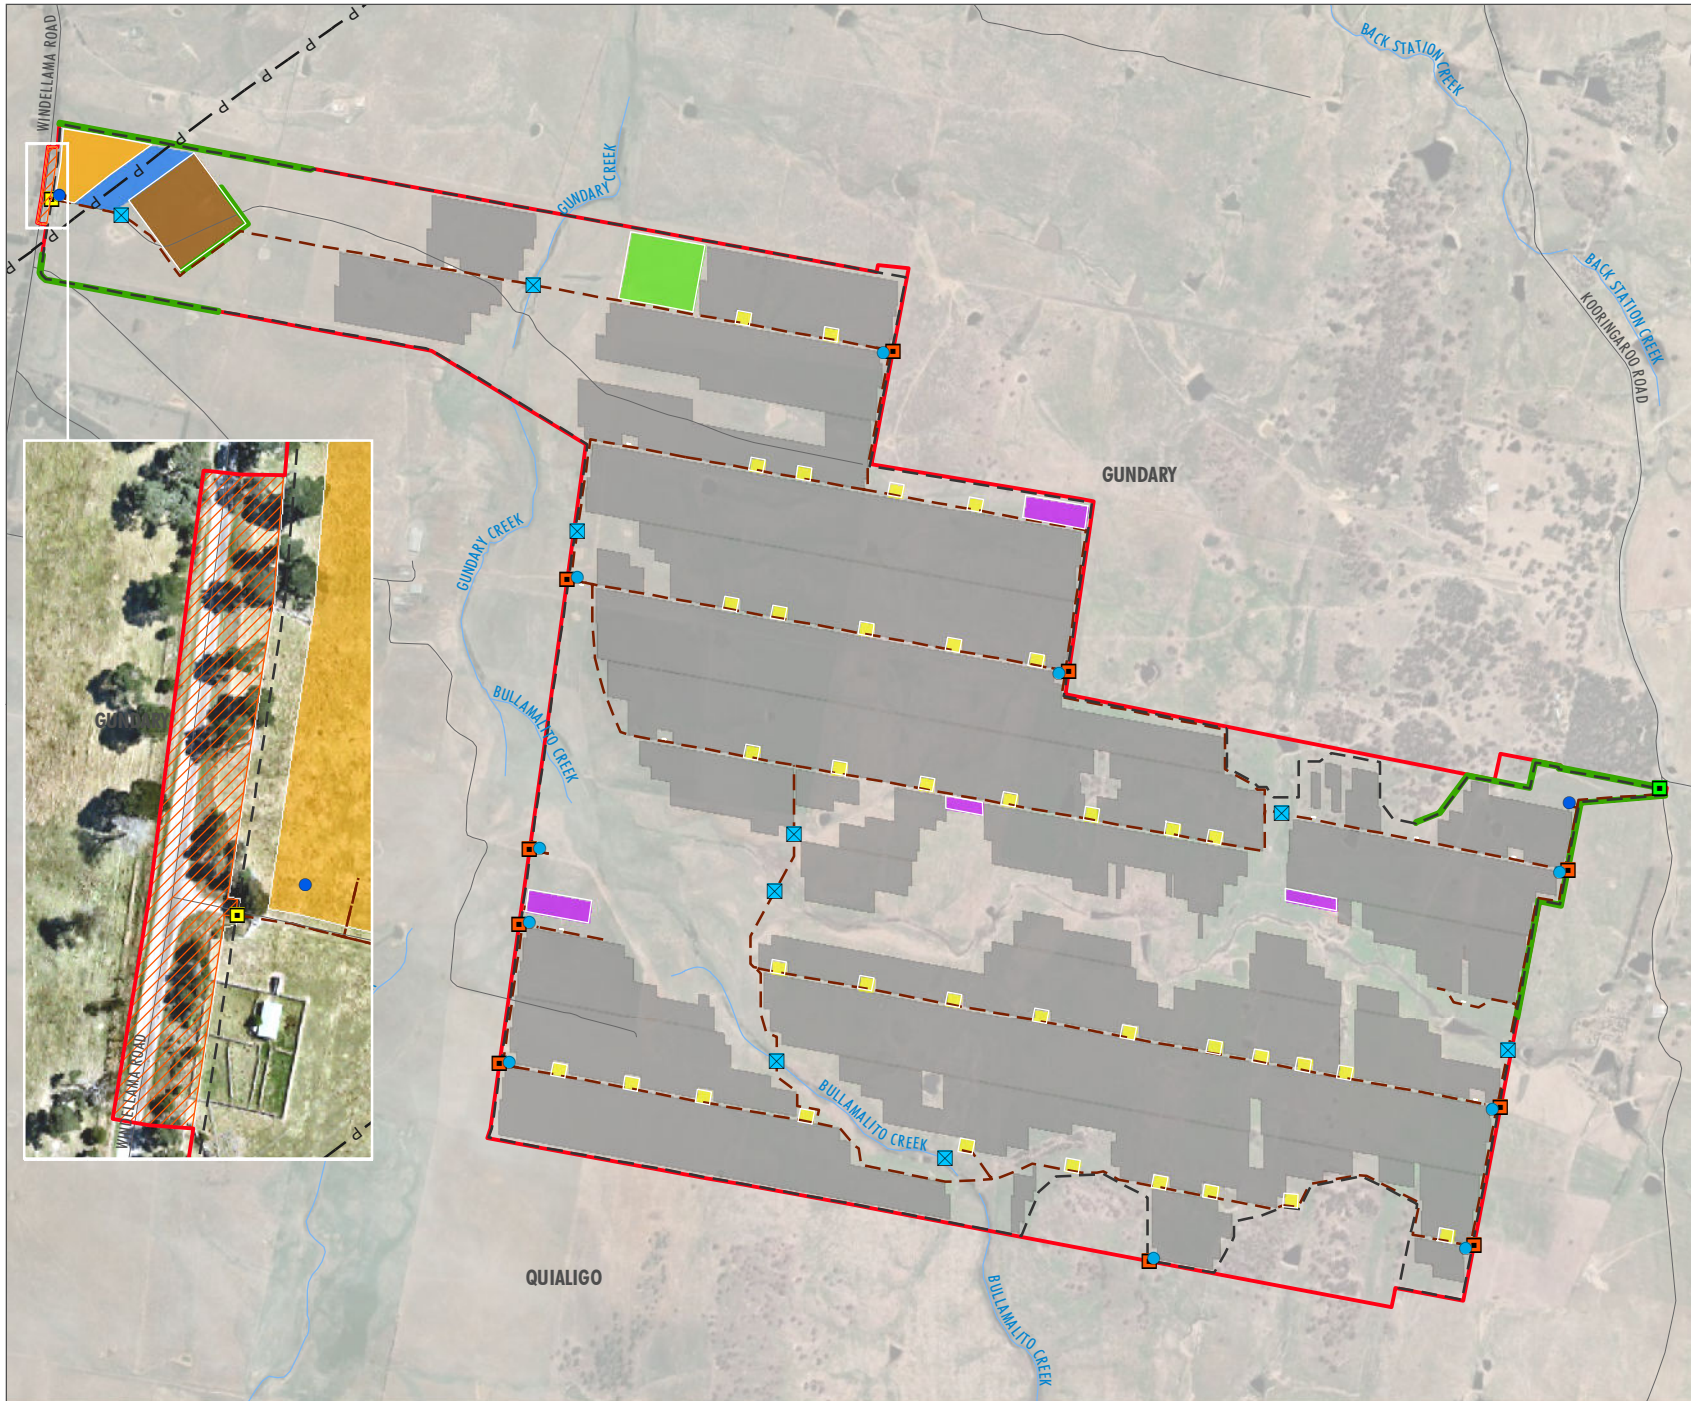 WINDELLAMA ROAD
P
P
P
P
P
P
P
P
P
BACK STATION
CREEK
GUNDARY
CREEK
BACK STATION CREEK
KOORINGAROO ROAD
GUNDARY
GUNDARY CREEK
BULLAMALITO CREEK
GUNDARY
WINDELLAMA ROAD
P
BULLAMALITO CREEK
QUIALIGO
BULLAMALITO CREEK